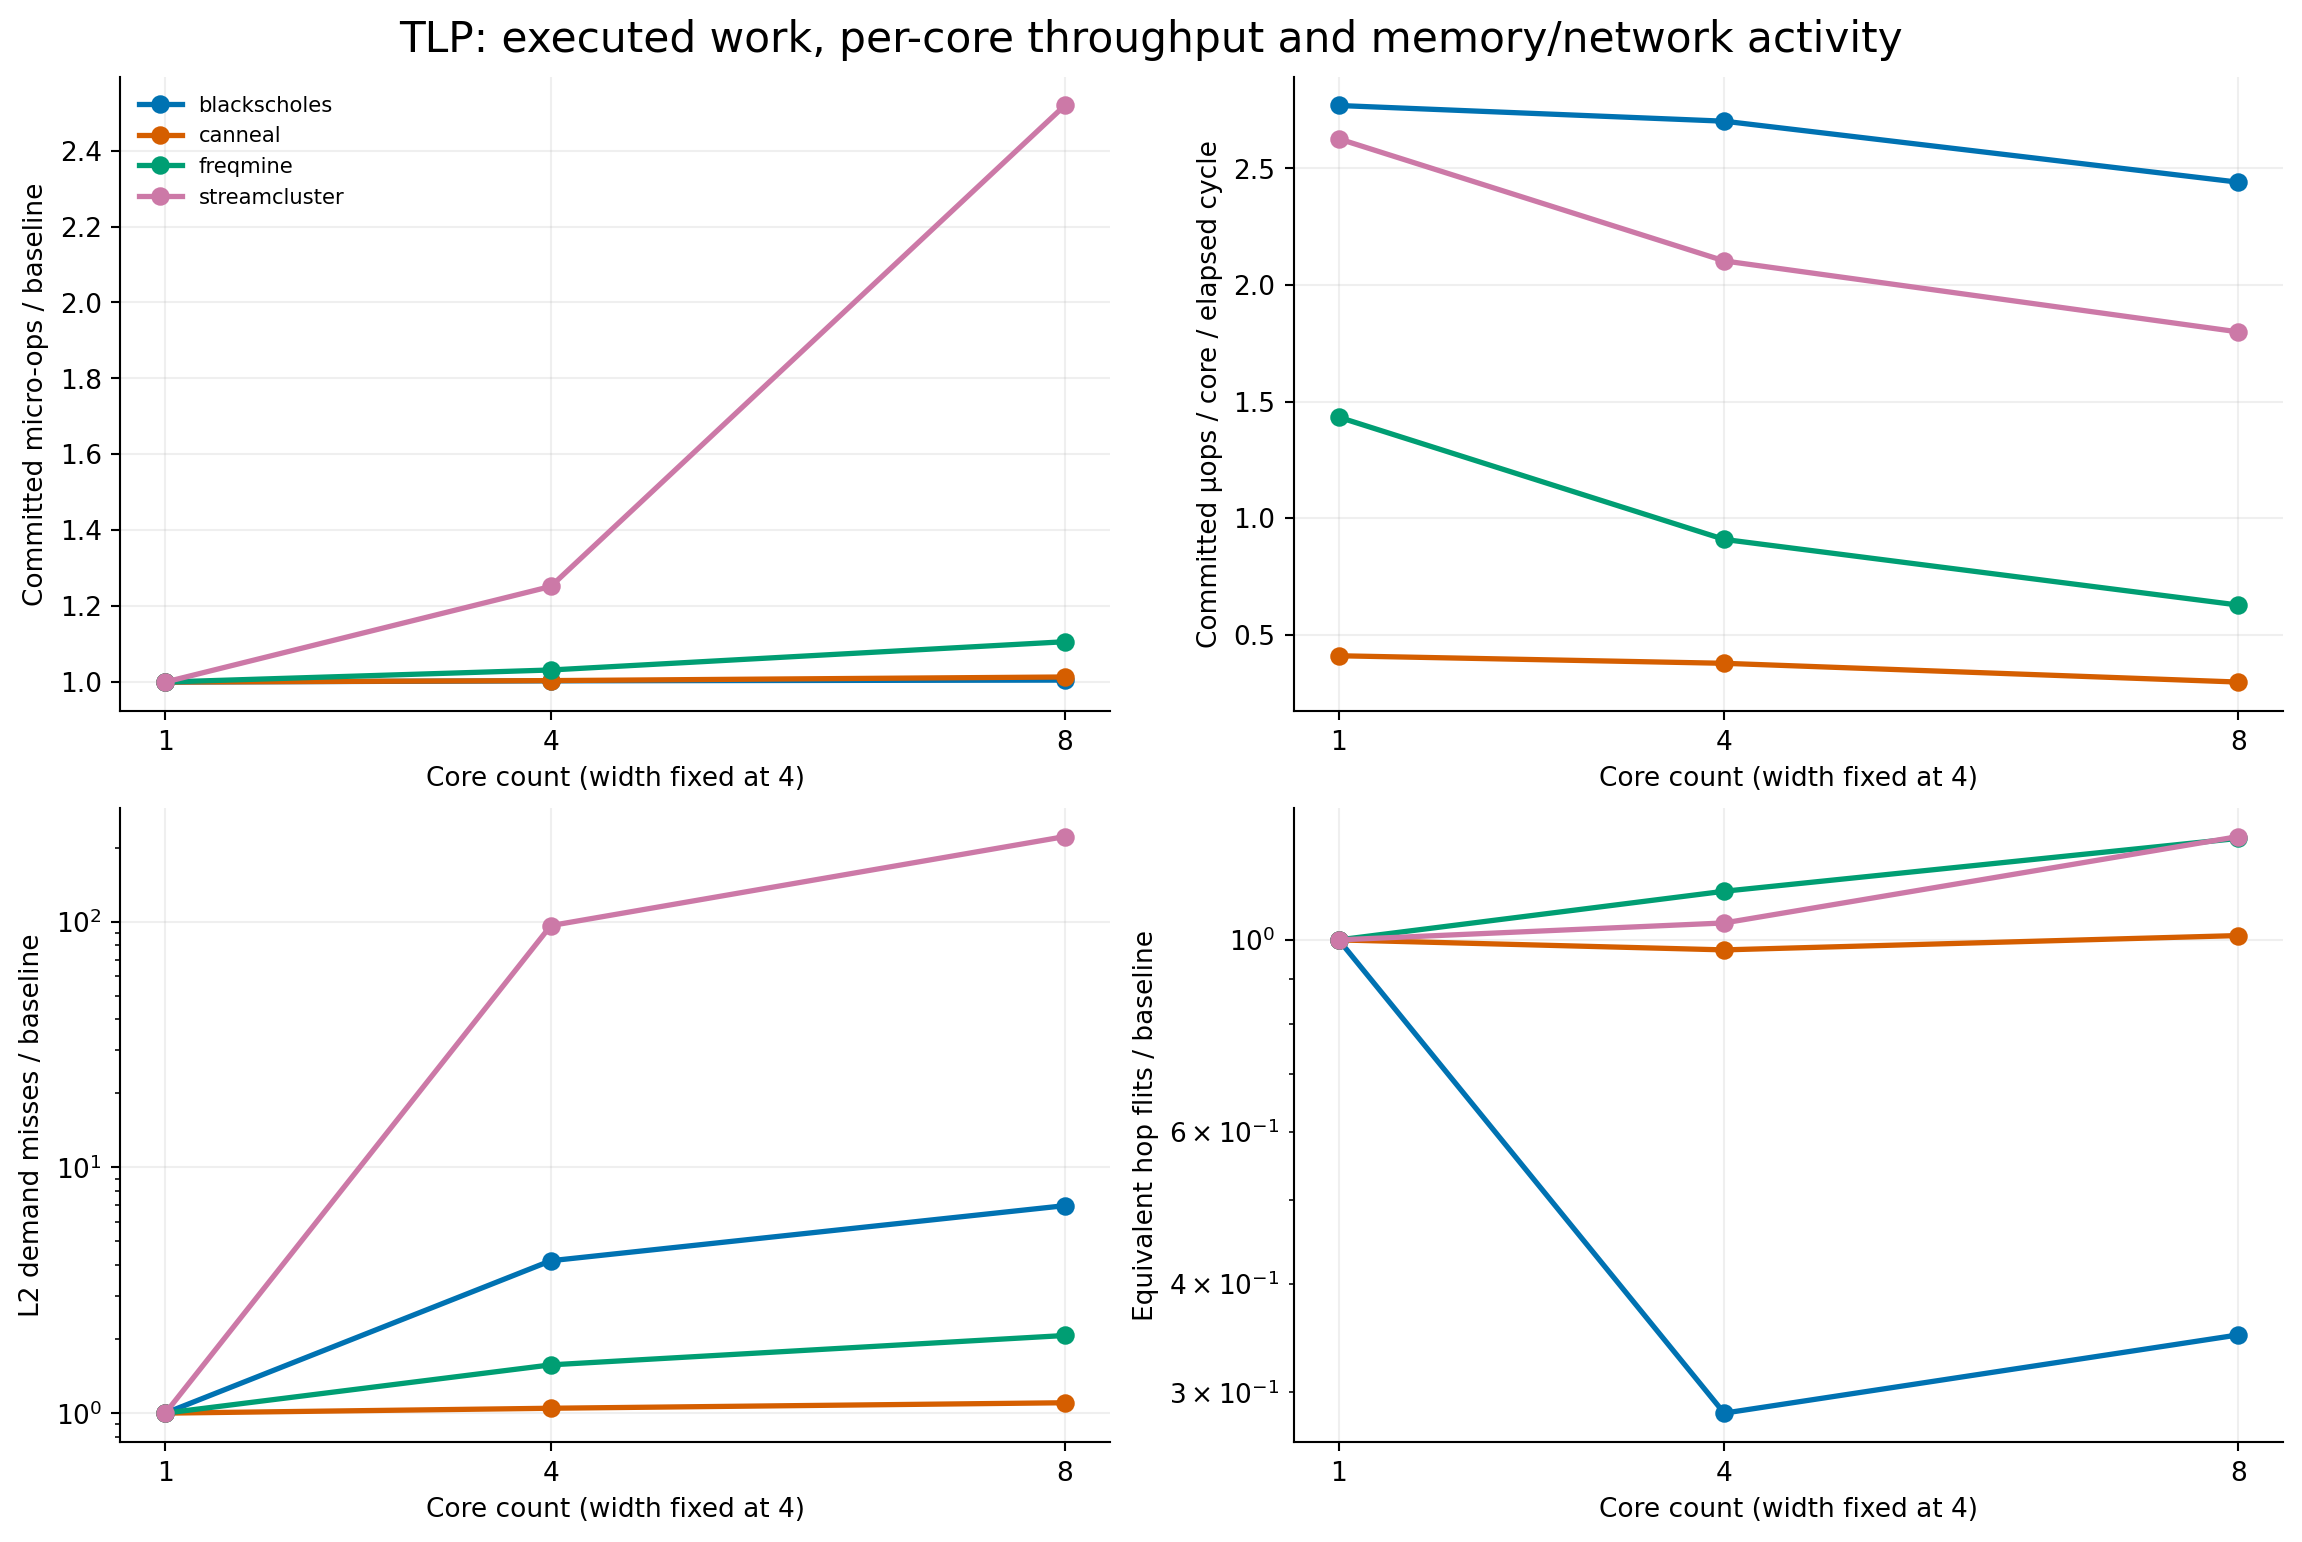 TLP: executed work, per-core throughput and memory/network activity
Committed micro-ops / baseline
2.4
2.2
2.0
1.8
1.6
1.4
1.2
1.0
blackscholes
canneal
freqmine
streamcluster
1
4
8
Core count (width fixed at 4)
Committed μops / core / elapsed cycle
2.5
2.0
1.5
1.0
0.5
1
4
8
Core count (width fixed at 4)
L2 demand misses / baseline
10²
10¹
10⁰
1
4
8
Core count (width fixed at 4)
Equivalent hop flits / baseline
10⁰
6 × 10⁻¹
4 × 10⁻¹
3 × 10⁻¹
1
4
8
Core count (width fixed at 4)